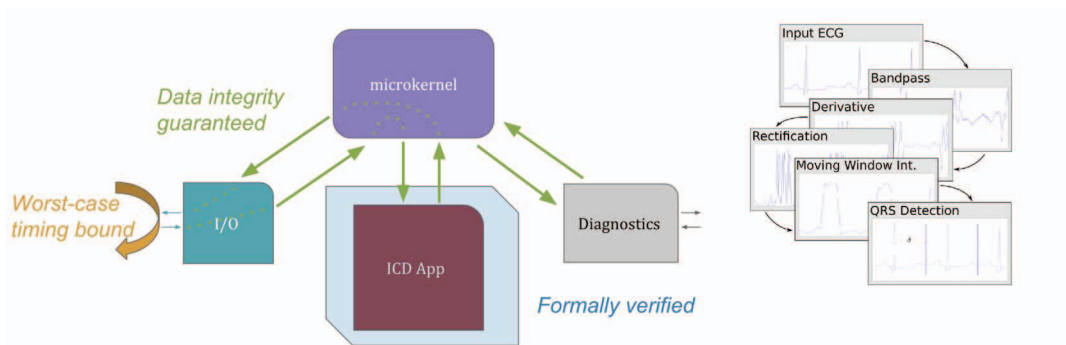 microkernel
Data integrity
guaranteed
Worst-case
timing bound
I/O
ICD App
Diagnostics
Formally verified
Input ECG
Bandpass
Derivative
Rectification
Moving Window Int.
QRS Detection